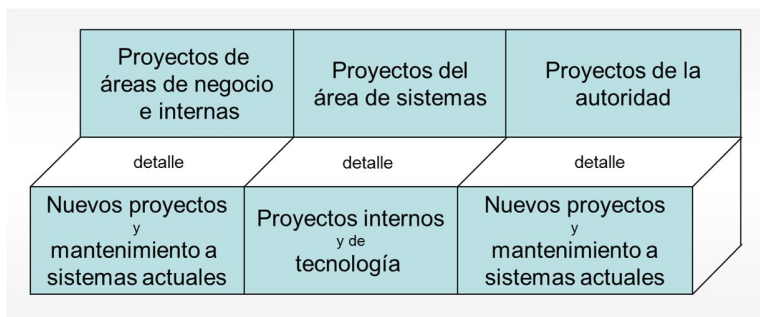 Proyectos de
áreas de negocio
e internas
Proyectos del
área de sistemas
Proyectos de la
autoridad
detalle
detalle
detalle
Nuevos proyectos
y
mantenimiento a
sistemas actuales
Proyectos internos
y de
tecnología
Nuevos proyectos
y
mantenimiento a
sistemas actuales